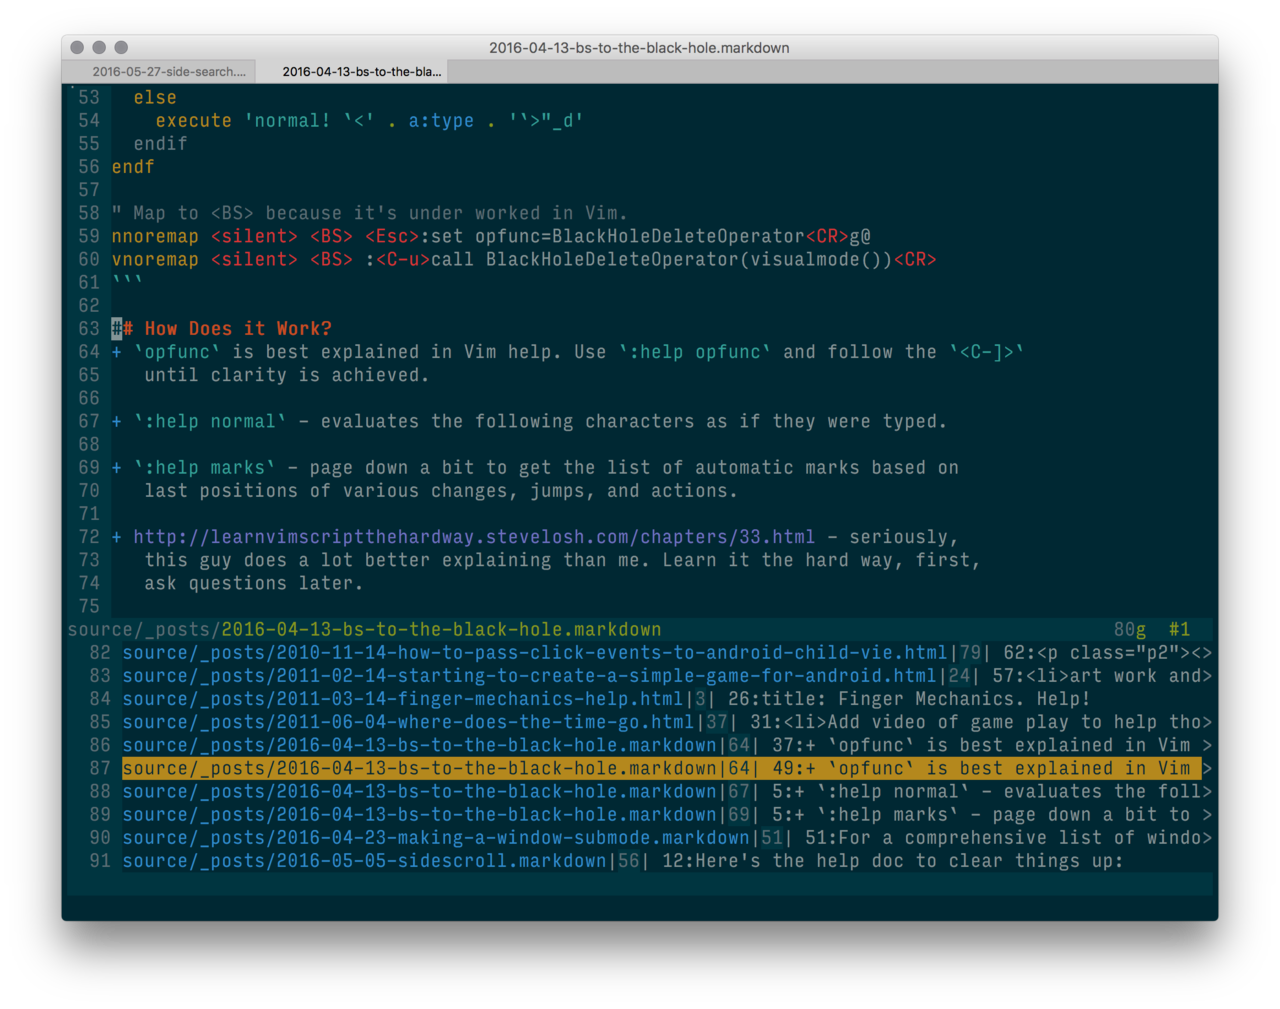 2016-04-13-bs-to-the-black-hole.markdown
2016-05-27-side-search.... 2016-04-13-bs-to-the-bla...
53 else
54 execute 'normal! `<' . a:type . '`>"_d'
55 endif
56 endf
57
58 " Map to <BS> because it's under worked in Vim.
59 nnoremap <silent> <BS> <Esc>:set opfunc=BlackHoleDeleteOperator<CR>g@
60 vnoremap <silent> <BS> :<C-u>call BlackHoleDeleteOperator(visualmode())<CR>
61 ```
62
63 ## How Does it Work?
64 + `opfunc` is best explained in Vim help. Use `:help opfunc` and follow the `<C-]>`
65 until clarity is achieved.
66
67 + `:help normal` - evaluates the following characters as if they were typed.
68
69 + `:help marks` - page down a bit to get the list of automatic marks based on
70 last positions of various changes, jumps, and actions.
71
72 + http://learnvimscriptthehardway.stevelosh.com/chapters/33.html - seriously,
73 this guy does a lot better explaining than me. Learn it the hard way, first,
74 ask questions later.
75
source/_posts/2016-04-13-bs-to-the-black-hole.markdown 80g #1
82 source/_posts/2010-11-14-how-to-pass-click-events-to-android-child-vie.html|79| 62:<p class="p2"><>
83 source/_posts/2011-02-14-starting-to-create-a-simple-game-for-android.html|24| 57:<li>art work and>
84 source/_posts/2011-03-14-finger-mechanics-help.html|3| 26:title: Finger Mechanics. Help!
85 source/_posts/2011-06-04-where-does-the-time-go.html|37| 31:<li>Add video of game play to help tho>
86 source/_posts/2016-04-13-bs-to-the-black-hole.markdown|64| 37:+ `opfunc` is best explained in Vim >
87 source/_posts/2016-04-13-bs-to-the-black-hole.markdown|64| 49:+ `opfunc` is best explained in Vim >
88 source/_posts/2016-04-13-bs-to-the-black-hole.markdown|67| 5:+ `:help normal` - evaluates the foll>
89 source/_posts/2016-04-13-bs-to-the-black-hole.markdown|69| 5:+ `:help marks` - page down a bit to >
90 source/_posts/2016-04-23-making-a-window-submode.markdown|51| 51:For a comprehensive list of windo>
91 source/_posts/2016-05-05-sidescroll.markdown|56| 12:Here's the help doc to clear things up: